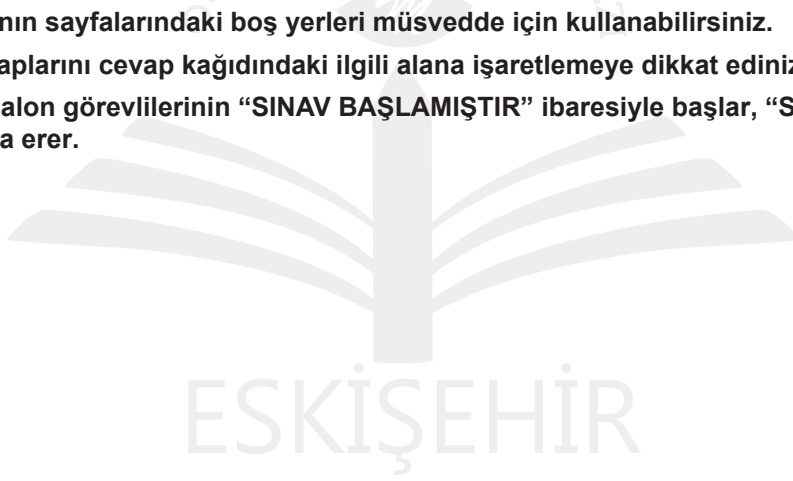 nın sayfalarındaki boş yerleri müsvedde için kullanabilirsiniz.
aplarını cevap kağıdındaki ilgili alana işaretlemeye dikkat ediniz
alon görevlilerinin “SINAV BAŞLAMIŞTIR” ibaresiyle başlar, “S
a erer.
ESKİŞEHİR